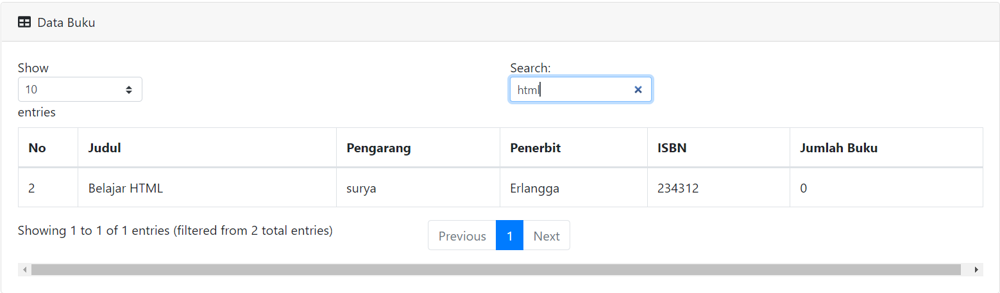 Data Buku
Show
Search:
10
html
entries
No Judul Pengarang Penerbit ISBN Jumlah Buku
2 Belajar HTML surya Erlangga 234312 0
Showing 1 to 1 of 1 entries (filtered from 2 total entries)
Previous 1 Next